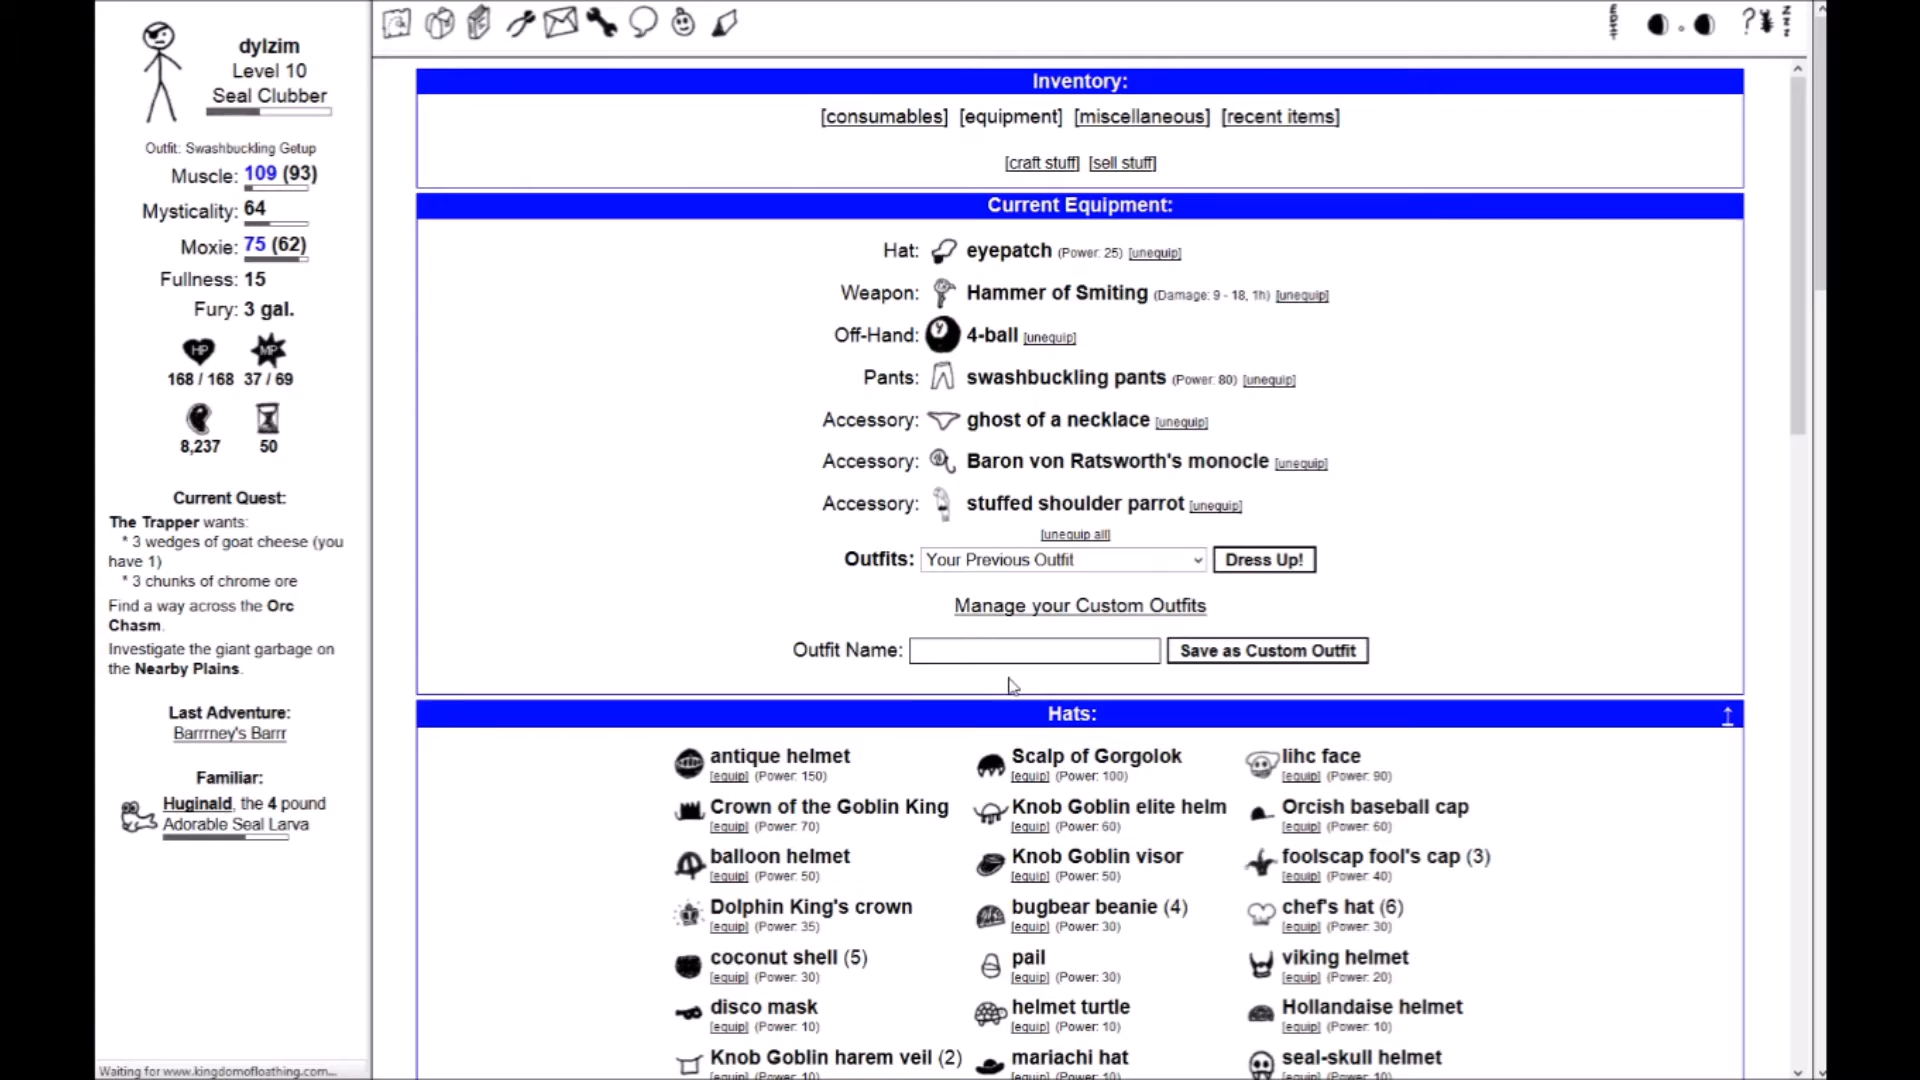 dylzim
Level 10
Seal Clubber
Outfit: Swashbuckling Getup
Muscle: 109 (93)
Mysticality: 64
Moxie: 75 (62)
Fullness: 15
Fury: 3 gal.
HP MP
168 / 168 37 / 69
8,237 50
Current Quest:
The Trapper wants:
* 3 wedges of goat cheese (you
have 1)
* 3 chunks of chrome ore
Find a way across the Orc
Chasm.
Investigate the giant garbage on
the Nearby Plains.
Last Adventure:
Barrrney's Barrr
Familiar:
Huginald, the 4 pound
Adorable Seal Larva
Waiting for www.kingdomofloathing.com...
Inventory:
[consumables] [equipment] [miscellaneous] [recent items]
[craft stuff] [sell stuff]
Current Equipment:
Hat: eyepatch (Power: 25) [unequip]
Weapon: Hammer of Smiting (Damage: 9 - 18, 1h) [unequip]
Off-Hand: 4-ball [unequip]
Pants: swashbuckling pants (Power: 80) [unequip]
Accessory: ghost of a necklace [unequip]
Accessory: Baron von Ratsworth's monocle [unequip]
Accessory: stuffed shoulder parrot [unequip]
[unequip all]
Outfits: Your Previous Outfit Dress Up!
Manage your Custom Outfits
Outfit Name: Save as Custom Outfit
Hats: ↑
antique helmet Scalp of Gorgolok lihc face
[equip] (Power: 150) [equip] (Power: 100) [equip] (Power: 90)
Crown of the Goblin King Knob Goblin elite helm Orcish baseball cap
[equip] (Power: 70) [equip] (Power: 60) [equip] (Power: 60)
balloon helmet Knob Goblin visor foolscap fool's cap (3)
[equip] (Power: 50) [equip] (Power: 50) [equip] (Power: 40)
Dolphin King's crown bugbear beanie (4) chef's hat (6)
[equip] (Power: 35) [equip] (Power: 30) [equip] (Power: 30)
coconut shell (5) pail viking helmet
[equip] (Power: 30) [equip] (Power: 30) [equip] (Power: 20)
disco mask helmet turtle Hollandaise helmet
[equip] (Power: 10) [equip] (Power: 10) [equip] (Power: 10)
Knob Goblin harem veil (2) mariachi hat seal-skull helmet
[equip] (Power: 10) [equip] (Power: 10) [equip] (Power: 10)